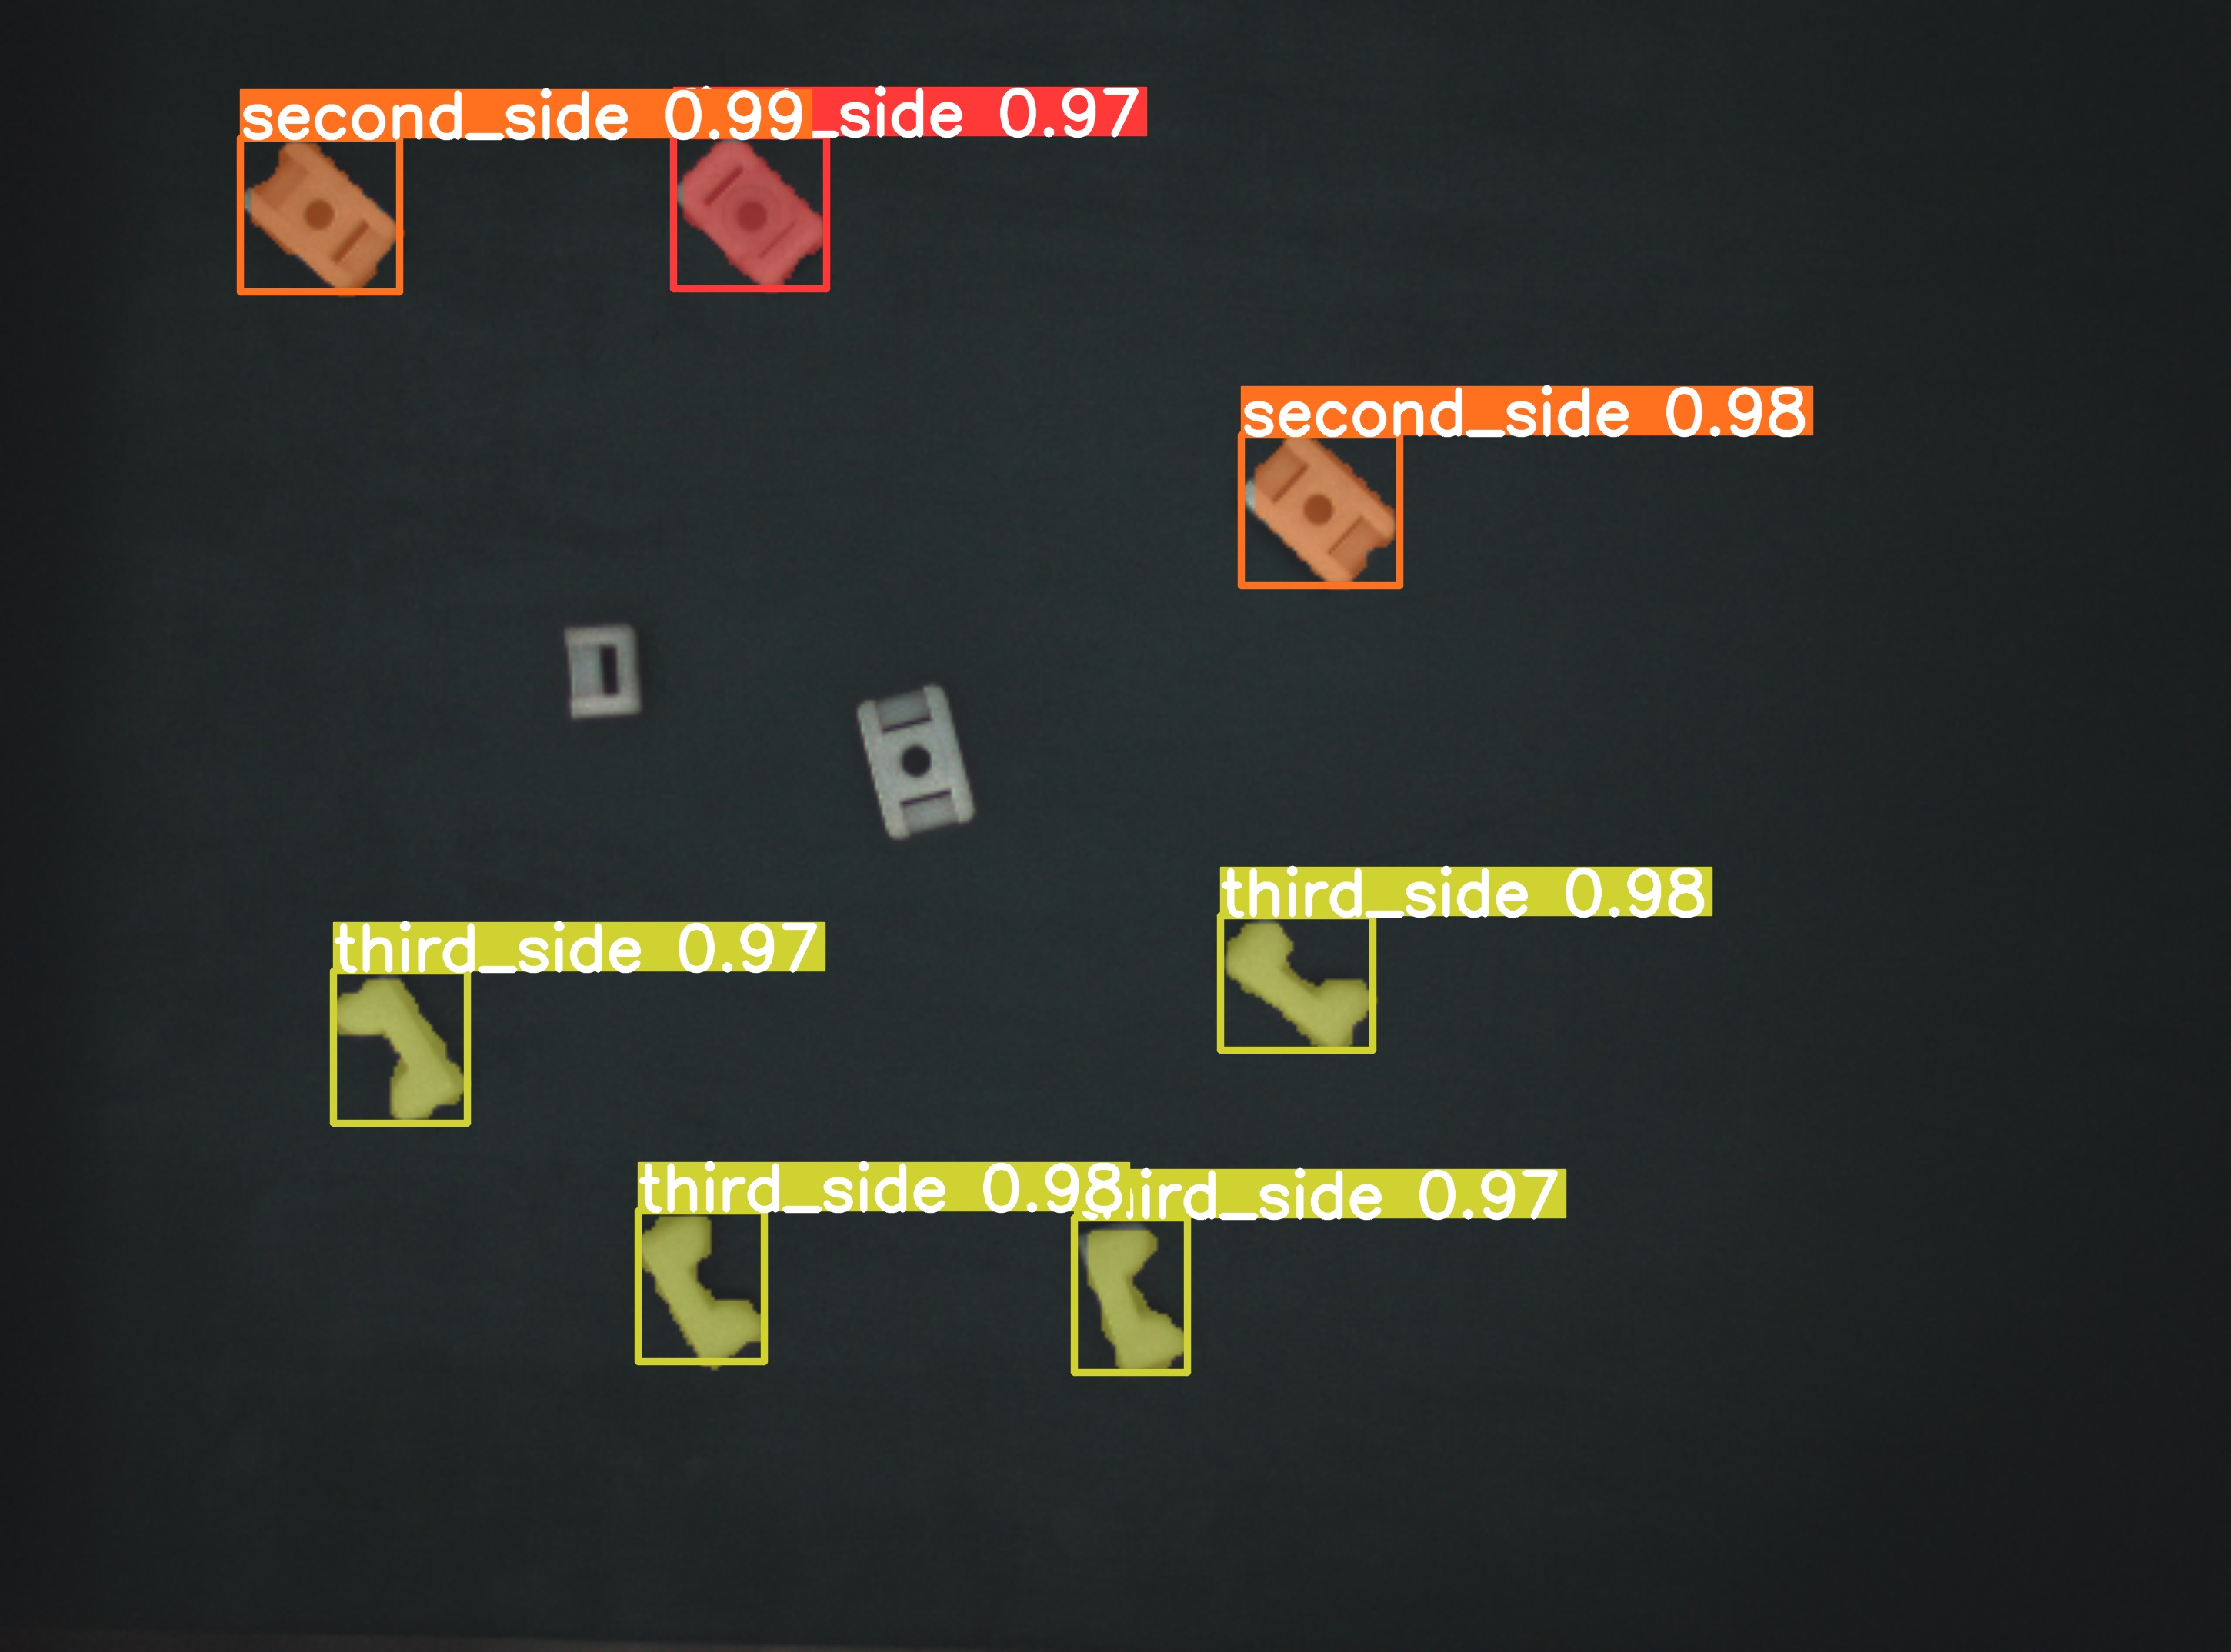 second_side 0.99
_side 0.97
second_side 0.98
third_side 0.98
third_side 0.97
third_side 0.98
ird_side 0.97